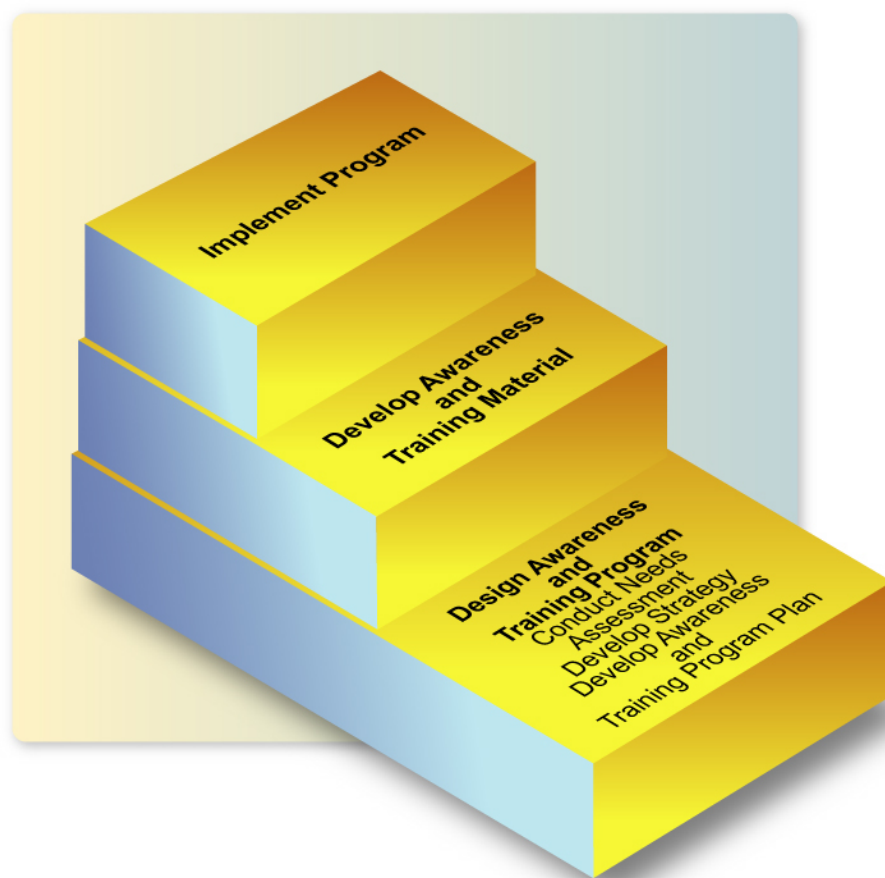 Implement Program
Develop Awareness
and
Training Material
Design Awareness
and
Training Program
Conduct Needs
Assessment
Develop Strategy
Develop Awareness
and
Training Program Plan